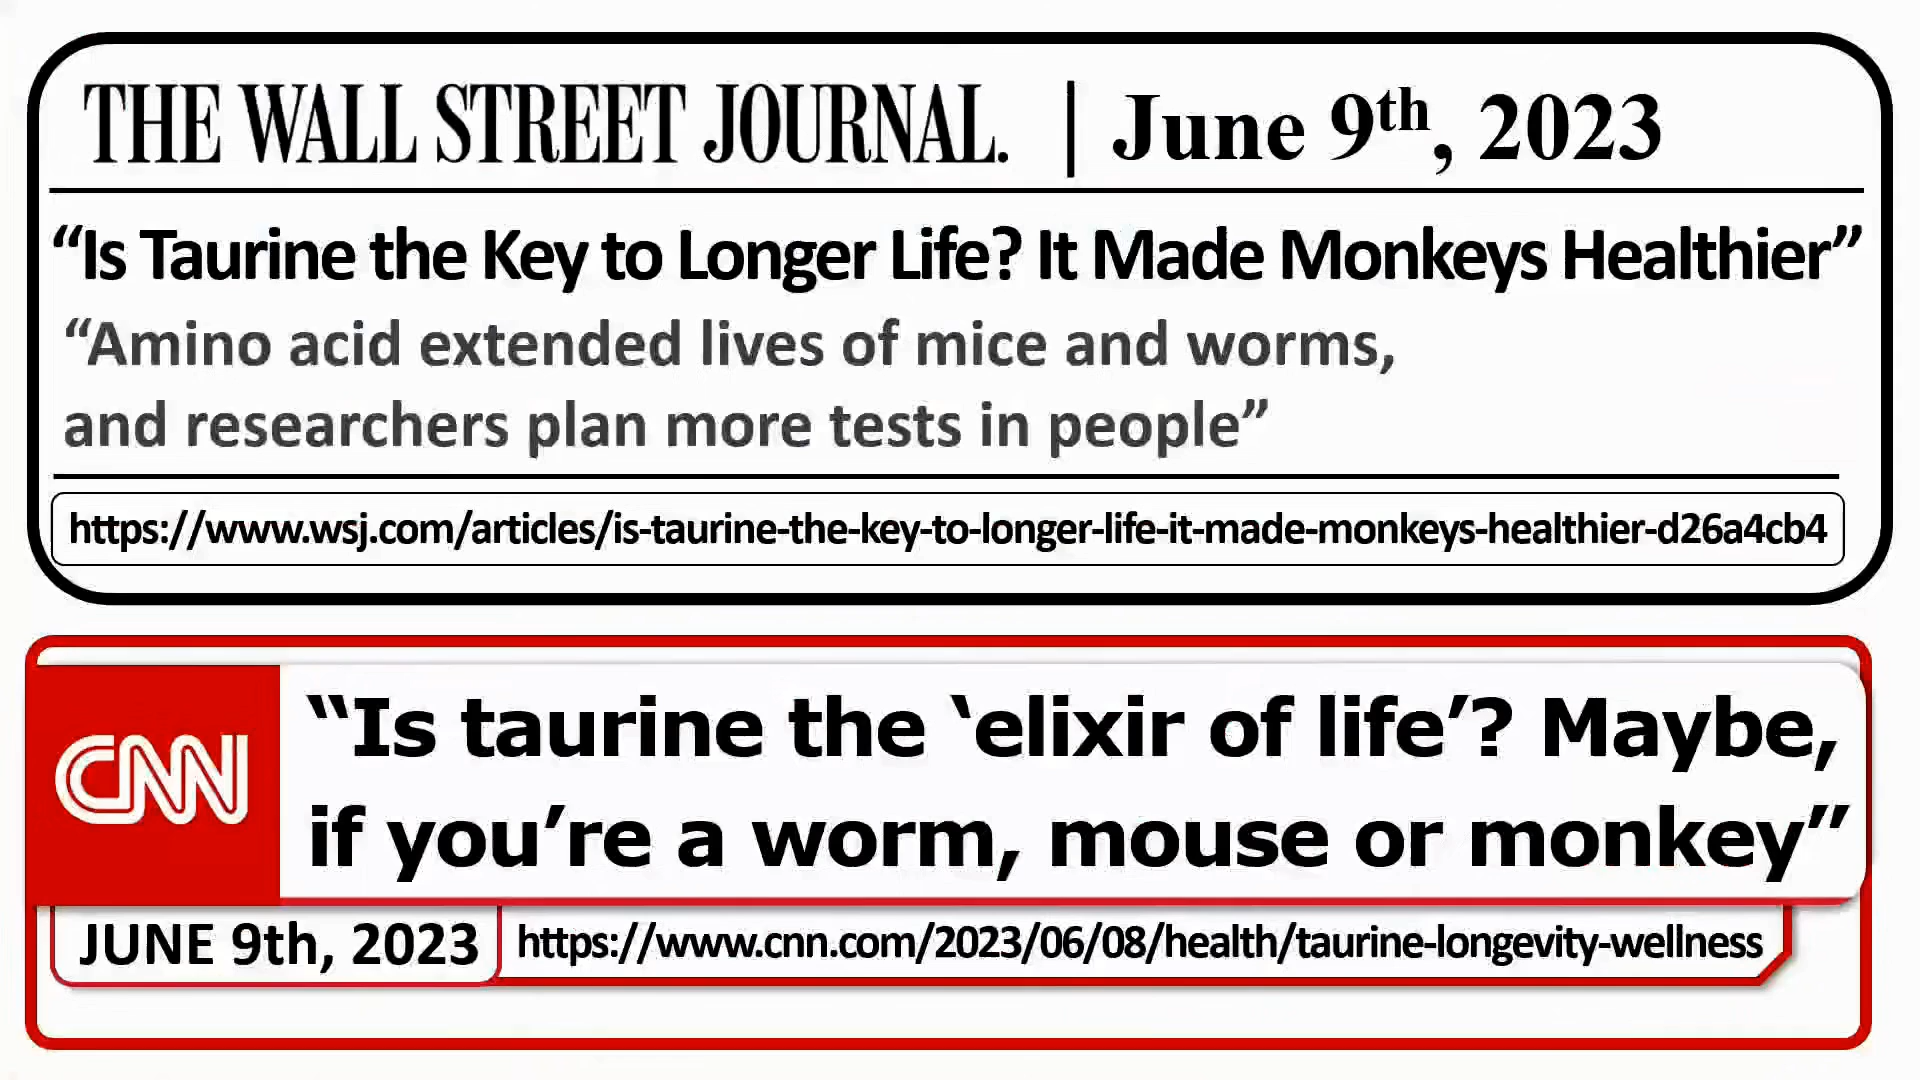 THE WALL STREET JOURNAL. | June 9th, 2023
“Is Taurine the Key to Longer Life? It Made Monkeys Healthier”
“Amino acid extended lives of mice and worms,
and researchers plan more tests in people”
https://www.wsj.com/articles/is-taurine-the-key-to-longer-life-it-made-monkeys-healthier-d26a4cb4
CNN
“Is taurine the ‘elixir of life’? Maybe,
if you’re a worm, mouse or monkey”
JUNE 9th, 2023
https://www.cnn.com/2023/06/08/health/taurine-longevity-wellness